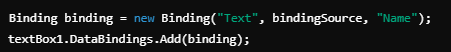 Binding binding = new Binding("Text", bindingSource, "Name");
textBox1.DataBindings.Add(binding);